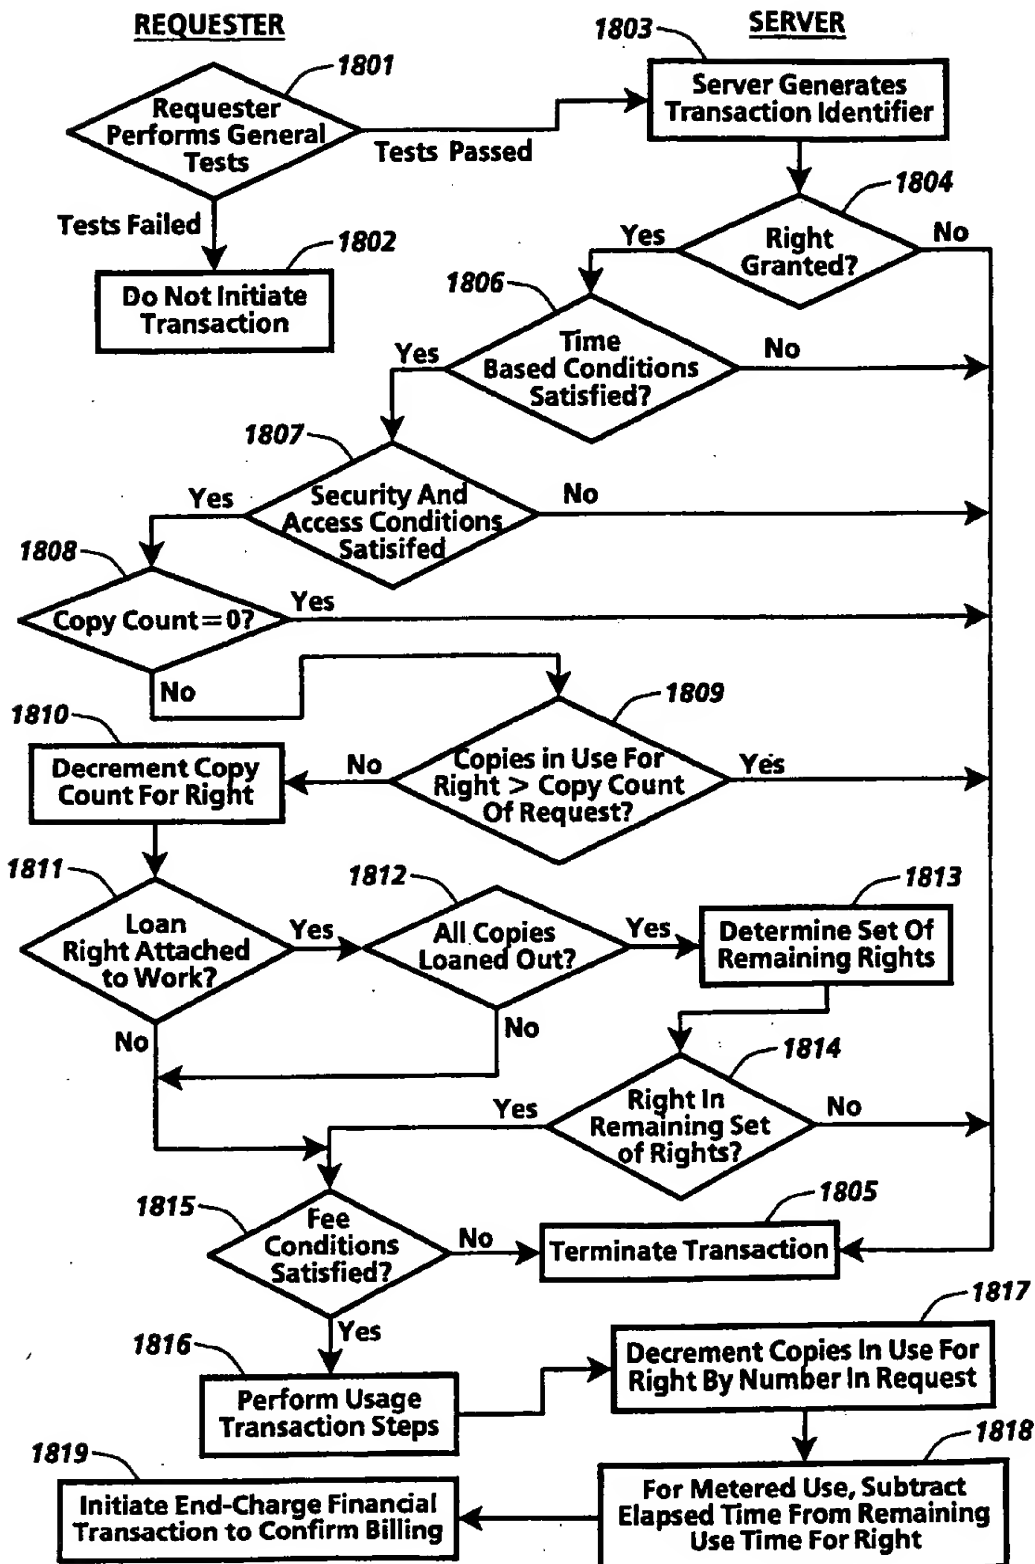 REQUESTER
SERVER
1801
1803
Requester
Performs General
Tests
Tests Passed
Server Generates
Transaction Identifier
Tests Failed
1802
Do Not Initiate
Transaction
1804
Right
Granted?
Yes
No
1806
Time
Based Conditions
Satisfied?
Yes
No
1807
Security And
Access Conditions
Satisifed
Yes
No
1808
Copy Count=0?
Yes
No
1809
Copies in Use For
Right > Copy Count
Of Request?
No
Yes
1810
Decrement Copy
Count For Right
1811
Loan
Right Attached
to Work?
Yes
No
1812
All Copies
Loaned Out?
Yes
No
1813
Determine Set Of
Remaining Rights
1814
Right In
Remaining Set
of Rights?
Yes
No
1815
Fee
Conditions
Satisfied?
No
Yes
1805
Terminate Transaction
1816
Perform Usage
Transaction Steps
1817
Decrement Copies In Use For
Right By Number In Request
1818
For Metered Use, Subtract
Elapsed Time From Remaining
Use Time For Right
1819
Initiate End-Charge Financial
Transaction to Confirm Billing